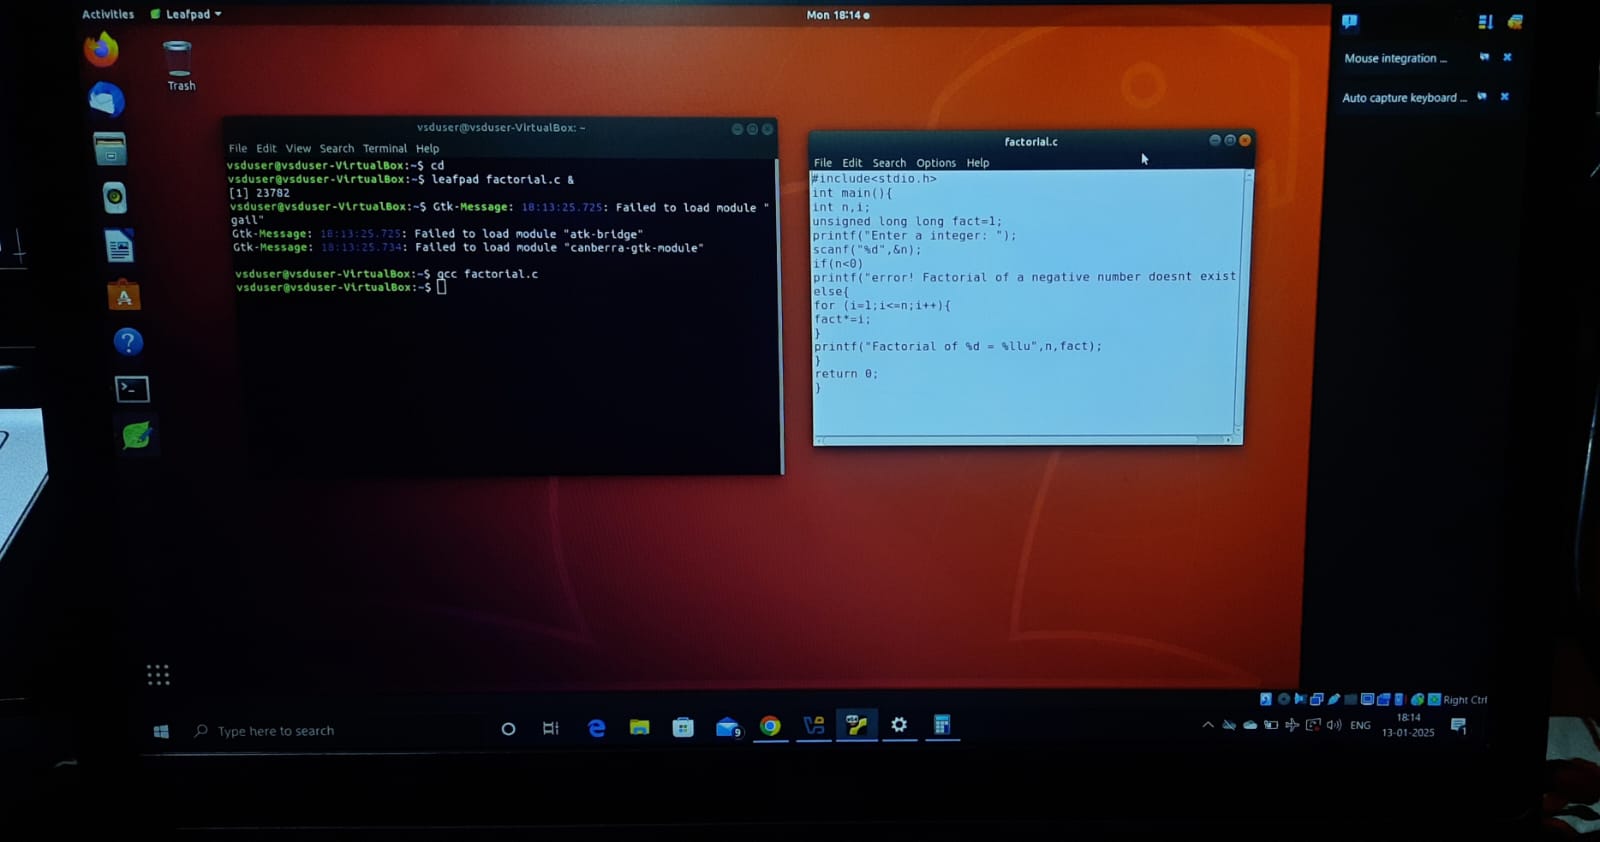 Activities Leafpad Mon 18:14
Trash
vsduser@vsduser-VirtualBox: ~
File Edit View Search Terminal Help
vsduser@vsduser-VirtualBox:~$ cd
vsduser@vsduser-VirtualBox:~$ leafpad factorial.c &
[1] 23782
vsduser@vsduser-VirtualBox:~$ Gtk-Message: 18:13:25.725: Failed to load module "
gail"
Gtk-Message: 18:13:25.725: Failed to load module "atk-bridge"
Gtk-Message: 18:13:25.734: Failed to load module "canberra-gtk-module"
vsduser@vsduser-VirtualBox:~$ gcc factorial.c
vsduser@vsduser-VirtualBox:~$
factorial.c
File Edit Search Options Help
#include<stdio.h>
int main(){
int n,i;
unsigned long long fact=1;
printf("Enter a integer: ");
scanf("%d",&n);
if(n<0)
printf("error! Factorial of a negative number doesnt exist
else{
for (i=1;i<=n;i++){
fact*=i;
}
printf("Factorial of %d = %llu",n,fact);
}
return 0;
}
Mouse integration ...
Auto capture keyboard ...
Right Ctrl
Type here to search
9
ENG
18:14
13-01-2025
1